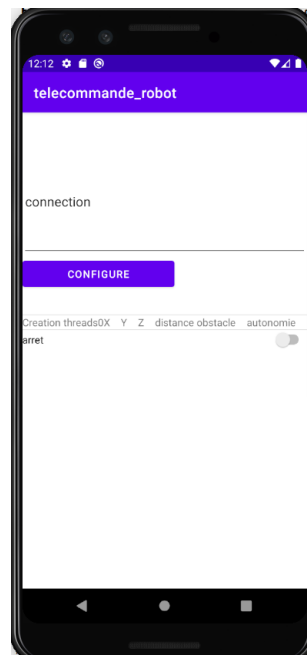 12:12
telecommande_robot
connection
CONFIGURE
Creation threads0X Y Z distance obstacle autonomie
arret